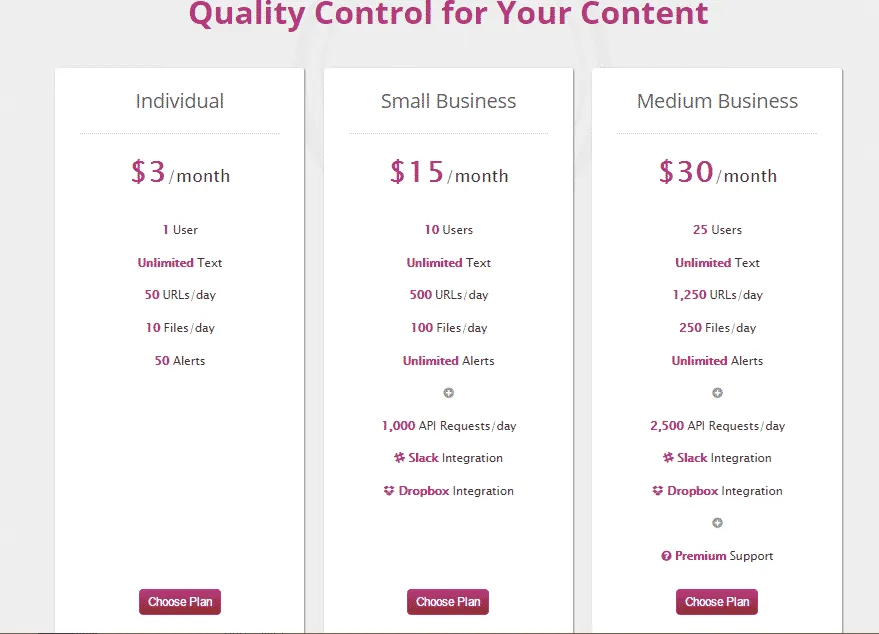 Quality Control for Your Content
Individual
$3/month
1 User
Unlimited Text
50 URLs/day
10 Files/day
50 Alerts
Choose Plan
Small Business
$15/month
10 Users
Unlimited Text
500 URLs/day
100 Files/day
Unlimited Alerts
1,000 API Requests/day
Slack Integration
Dropbox Integration
Choose Plan
Medium Business
$30/month
25 Users
Unlimited Text
1,250 URLs/day
250 Files/day
Unlimited Alerts
2,500 API Requests/day
Slack Integration
Dropbox Integration
Premium Support
Choose Plan